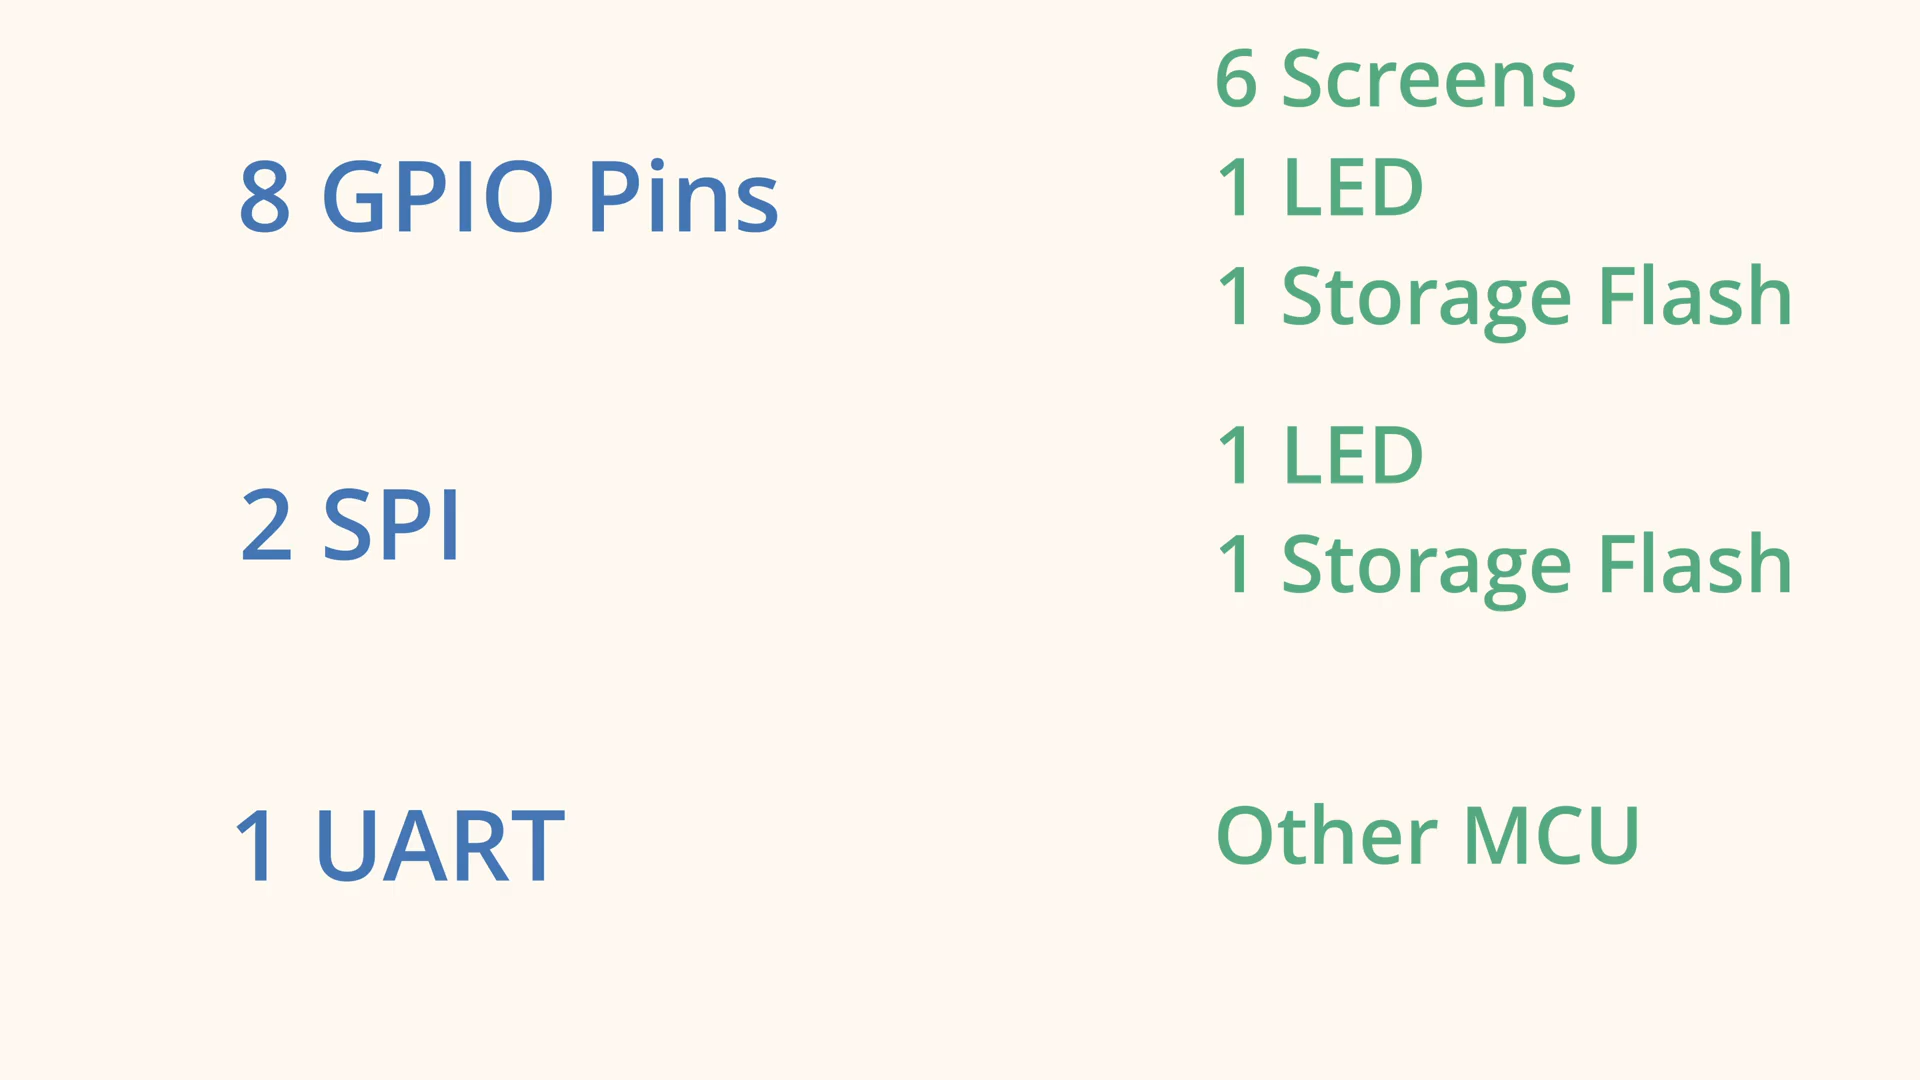 8 GPIO Pins
6 Screens
1 LED
1 Storage Flash
2 SPI
1 LED
1 Storage Flash
1 UART
Other MCU